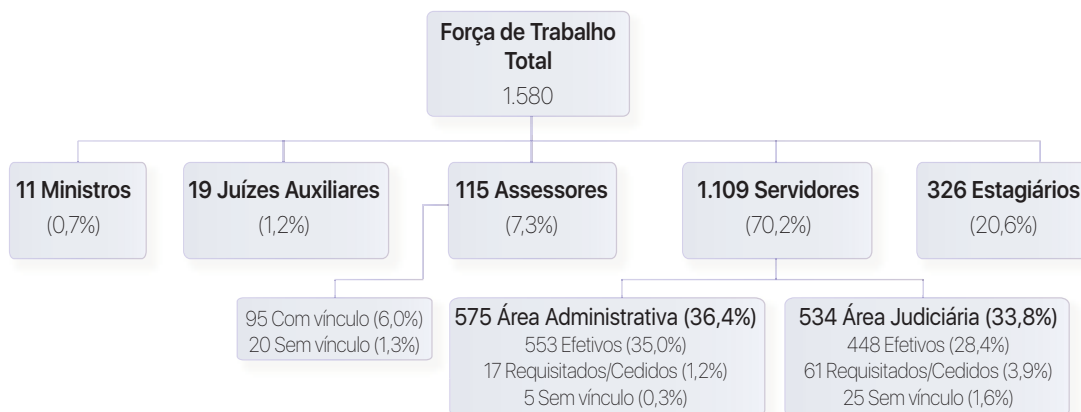 Força de Trabalho
Total
1.580
11 Ministros
(0,7%)
19 Juízes Auxiliares
(1,2%)
115 Assessores
(7,3%)
1.109 Servidores
(70,2%)
326 Estagiários
(20,6%)
95 Com vínculo (6,0%)
20 Sem vínculo (1,3%)
575 Área Administrativa (36,4%)
553 Efetivos (35,0%)
17 Requisitados/Cedidos (1,2%)
5 Sem vínculo (0,3%)
534 Área Judiciária (33,8%)
448 Efetivos (28,4%)
61 Requisitados/Cedidos (3,9%)
25 Sem vínculo (1,6%)